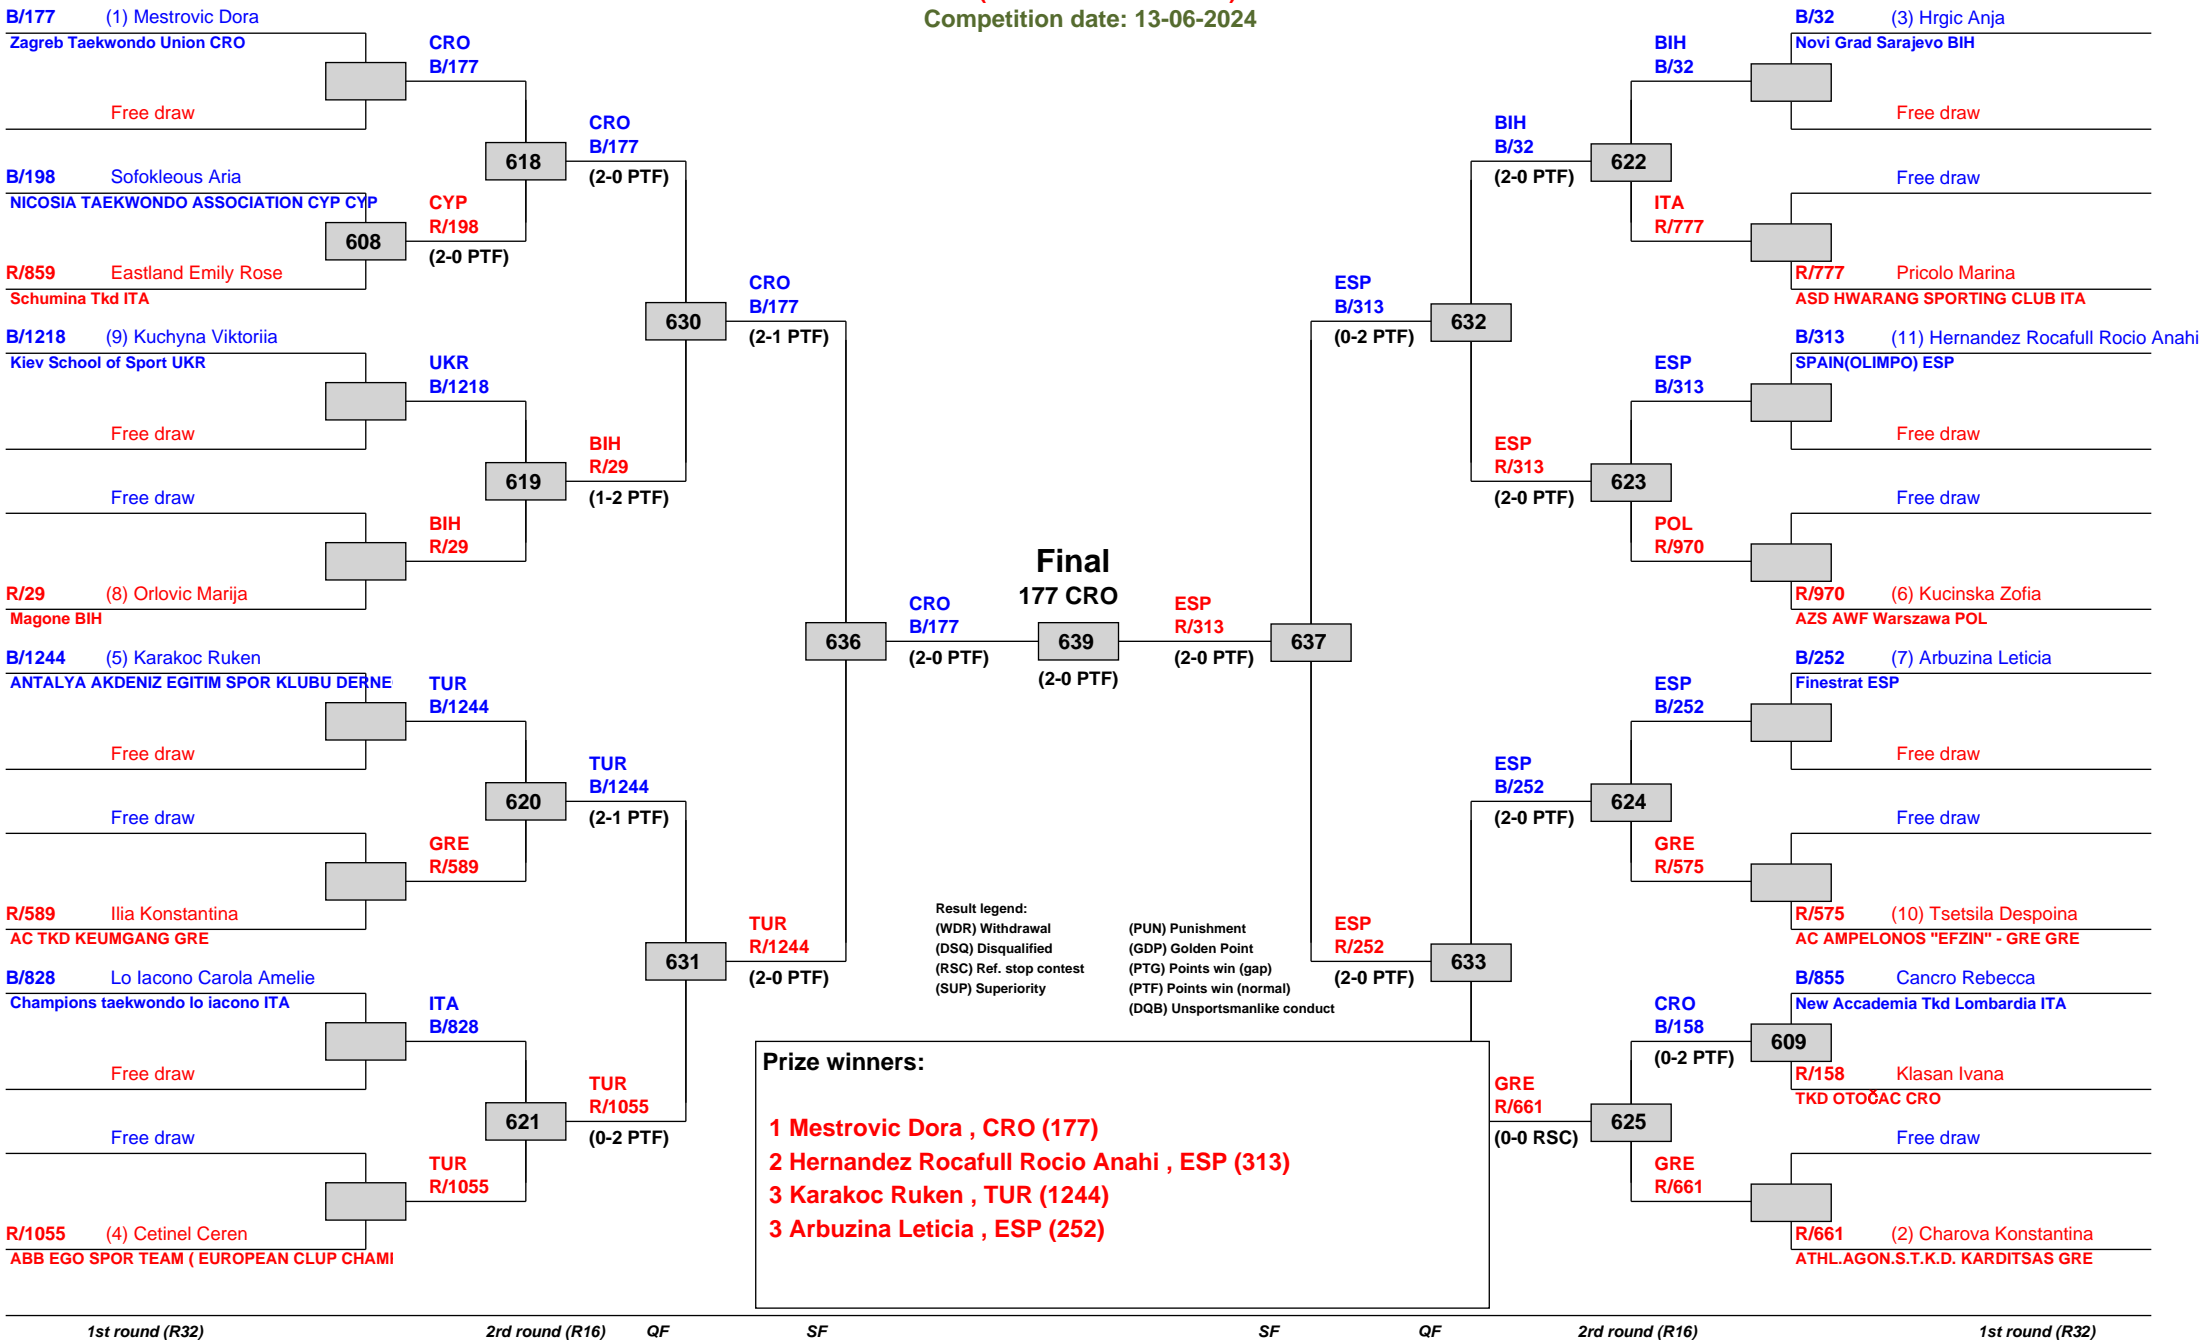 Competition date: 13-06-2024
B/177 (1) Mestrovic Dora
Zagreb Taekwondo Union CRO
Free draw
B/198 Sofokleous Aria
NICOSIA TAEKWONDO ASSOCIATION CYP CYP
608
R/859 Eastland Emily Rose
Schumina Tkd ITA
B/1218 (9) Kuchyna Viktoriia
Kiev School of Sport UKR
Free draw
Free draw
R/29 (8) Orlovic Marija
Magone BIH
B/1244 (5) Karakoc Ruken
ANTALYA AKDENIZ EGITIM SPOR KLUBU DERNE
Free draw
Free draw
R/589 Ilia Konstantina
AC TKD KEUMGANG GRE
B/828 Lo Iacono Carola Amelie
Champions taekwondo lo iacono ITA
Free draw
Free draw
R/1055 (4) Cetinel Ceren
ABB EGO SPOR TEAM ( EUROPEAN CLUP CHAMI
CRO
B/177
618
CYP
R/198
(2-0 PTF)
UKR
B/1218
619
BIH
R/29
TUR
B/1244
620
GRE
R/589
ITA
B/828
621
TUR
R/1055
CRO
B/177
(2-0 PTF)
630
BIH
R/29
(1-2 PTF)
TUR
B/1244
(2-1 PTF)
631
TUR
R/1055
(0-2 PTF)
CRO
B/177
(2-1 PTF)
636
TUR
R/1244
(2-0 PTF)
CRO
B/177
(2-0 PTF)
Final
177 CRO
639
(2-0 PTF)
ESP
R/313
(2-0 PTF)
637
ESP
B/313
(0-2 PTF)
632
ESP
R/252
(2-0 PTF)
633
BIH
B/32
(2-0 PTF)
622
ESP
R/313
(2-0 PTF)
623
ESP
B/252
(2-0 PTF)
624
GRE
R/661
(0-0 RSC)
625
BIH
B/32
ITA
R/777
ESP
B/313
POL
R/970
ESP
B/252
GRE
R/575
CRO
B/158
(0-2 PTF)
609
GRE
R/661
B/32 (3) Hrgic Anja
Novi Grad Sarajevo BIH
Free draw
Free draw
R/777 Pricolo Marina
ASD HWARANG SPORTING CLUB ITA
B/313 (11) Hernandez Rocafull Rocio Anahi
SPAIN(OLIMPO) ESP
Free draw
Free draw
R/970 (6) Kucinska Zofia
AZS AWF Warszawa POL
B/252 (7) Arbuzina Leticia
Finestrat ESP
Free draw
Free draw
R/575 (10) Tsetsila Despoina
AC AMPELONOS "EFZIN" - GRE GRE
B/855 Cancro Rebecca
New Accademia Tkd Lombardia ITA
R/158 Klasan Ivana
TKD OTOČAC CRO
Free draw
R/661 (2) Charova Konstantina
ATHL.AGON.S.T.K.D. KARDITSAS GRE
Result legend:
(WDR) Withdrawal (PUN) Punishment
(DSQ) Disqualified (GDP) Golden Point
(RSC) Ref. stop contest (PTG) Points win (gap)
(SUP) Superiority (PTF) Points win (normal)
(DQB) Unsportsmanlike conduct
Prize winners:
1 Mestrovic Dora , CRO (177)
2 Hernandez Rocafull Rocio Anahi , ESP (313)
3 Karakoc Ruken , TUR (1244)
3 Arbuzina Leticia , ESP (252)
1st round (R32) 2rd round (R16) QF SF SF QF 2rd round (R16) 1st round (R32)